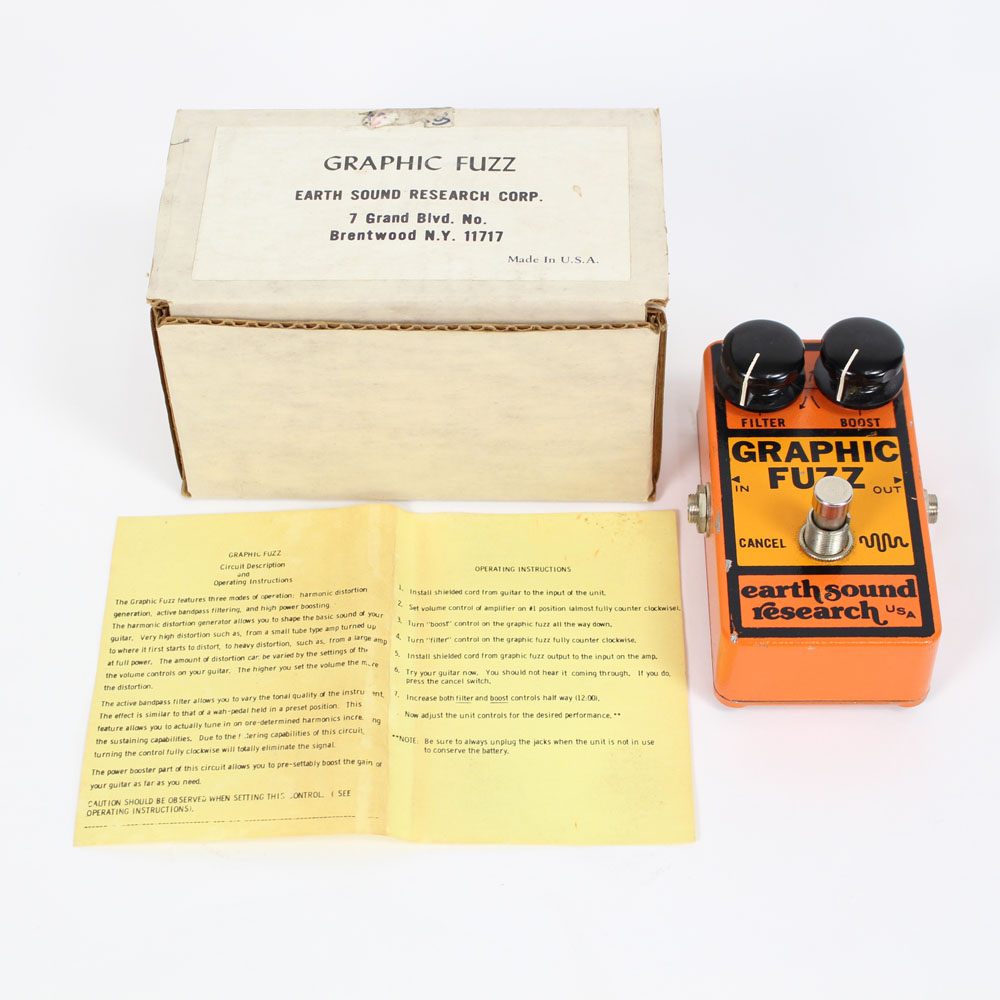 GRAPHIC FUZZ
EARTH SOUND RESEARCH CORP.
7 Grand Blvd. No.
Brentwood N.Y. 11717
Made In U.S.A.
FILTER BOOST
GRAPHIC
FUZZ
IN OUT
CANCEL
earth sound
research USA
GRAPHIC FUZZ
Circuit Description
and
Operating Instructions
The Graphic Fuzz features three modes of operation: harmonic distortion
generation, active bandpass filtering, and high power boosting.
The harmonic distortion generator allows you to shape the basic sound of your
guitar. Very high distortion such as, from a small tube type amp turned up
to where it first starts to distort, to heavy distortion, such as, from a large amp
at full power. The amount of distortion can be varied by the settings of the
the volume controls on your guitar. The higher you set the volume the more
the distortion.
The active bandpass filter allows you to vary the tonal quality of the instrument.
The effect is similar to that of a wah-pedal held in a preset position. This
feature allows you to actually tune in on pre-determined harmonics increasing
the sustaining capabilities. Due to the filtering capabilities of this circuit,
turning the control fully clockwise will totally eliminate the signal.
The power booster part of this circuit allows you to pre-settably boost the gain of
your guitar as far as you need.
CAUTION SHOULD BE OBSERVED WHEN SETTING THIS CONTROL. ( SEE
OPERATING INSTRUCTIONS).
OPERATING INSTRUCTIONS
1. Install shielded cord from guitar to the input of the unit.
2. Set volume control of amplifier on #1 position (almost fully counter clockwise).
3. Turn "boost" control on the graphic fuzz all the way down.
4. Turn "filter" control on the graphic fuzz fully counter clockwise.
5. Install shielded cord from graphic fuzz output to the input on the amp.
6. Try your guitar now. You should not hear it coming through. If you do,
press the cancel switch.
7. Increase both filter and boost controls half way (12:00).
Now adjust the unit controls for the desired performance. **
**NOTE: Be sure to always unplug the jacks when the unit is not in use
to conserve the battery.